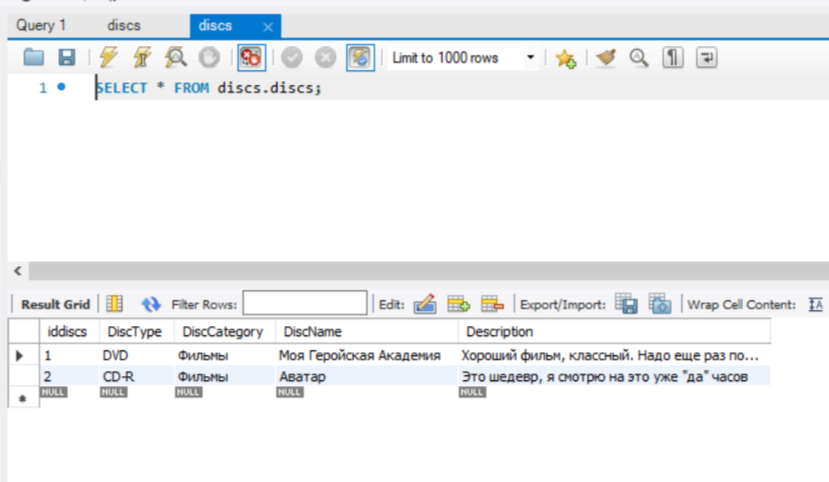 Query 1 discs discs ×
Limit to 1000 rows
1 SELECT * FROM discs.discs;
Result Grid Filter Rows: Edit: Export/Import: Wrap Cell Content:
iddiscs DiscType DiscCategory DiscName Description
1 DVD Фильмы Моя Геройская Академия Хороший фильм, классный. Надо еще раз по...
2 CD-R Фильмы Аватар Это шедевр, я смотрю на это уже "да" часов
NULL NULL NULL NULL NULL